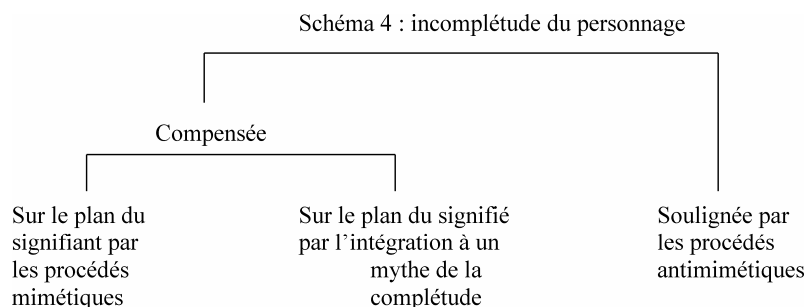 Schéma 4 : incomplétude du personnage
Compensée
Sur le plan du
signifiant par
les procédés
mimétiques
Sur le plan du signifié
par l’intégration à un
mythe de la
complétude
Soulignée par
les procédés
antimimétiques